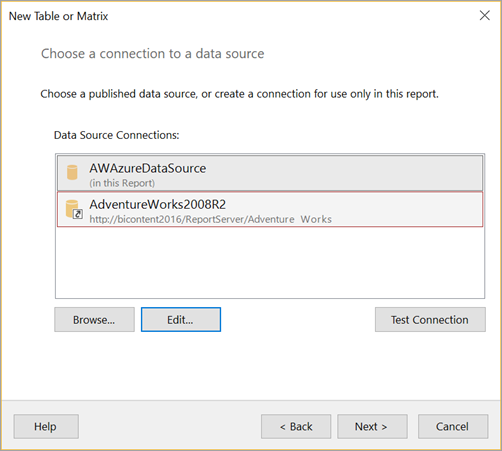 New Table or Matrix
Choose a connection to a data source
Choose a published data source, or create a connection for use only in this report.
Data Source Connections:
AWAzureDataSource
(in this Report)
AdventureWorks2008R2
http://bicontent2016/ReportServer/Adventure Works
Browse... Edit... Test Connection
Help < Back Next > Cancel